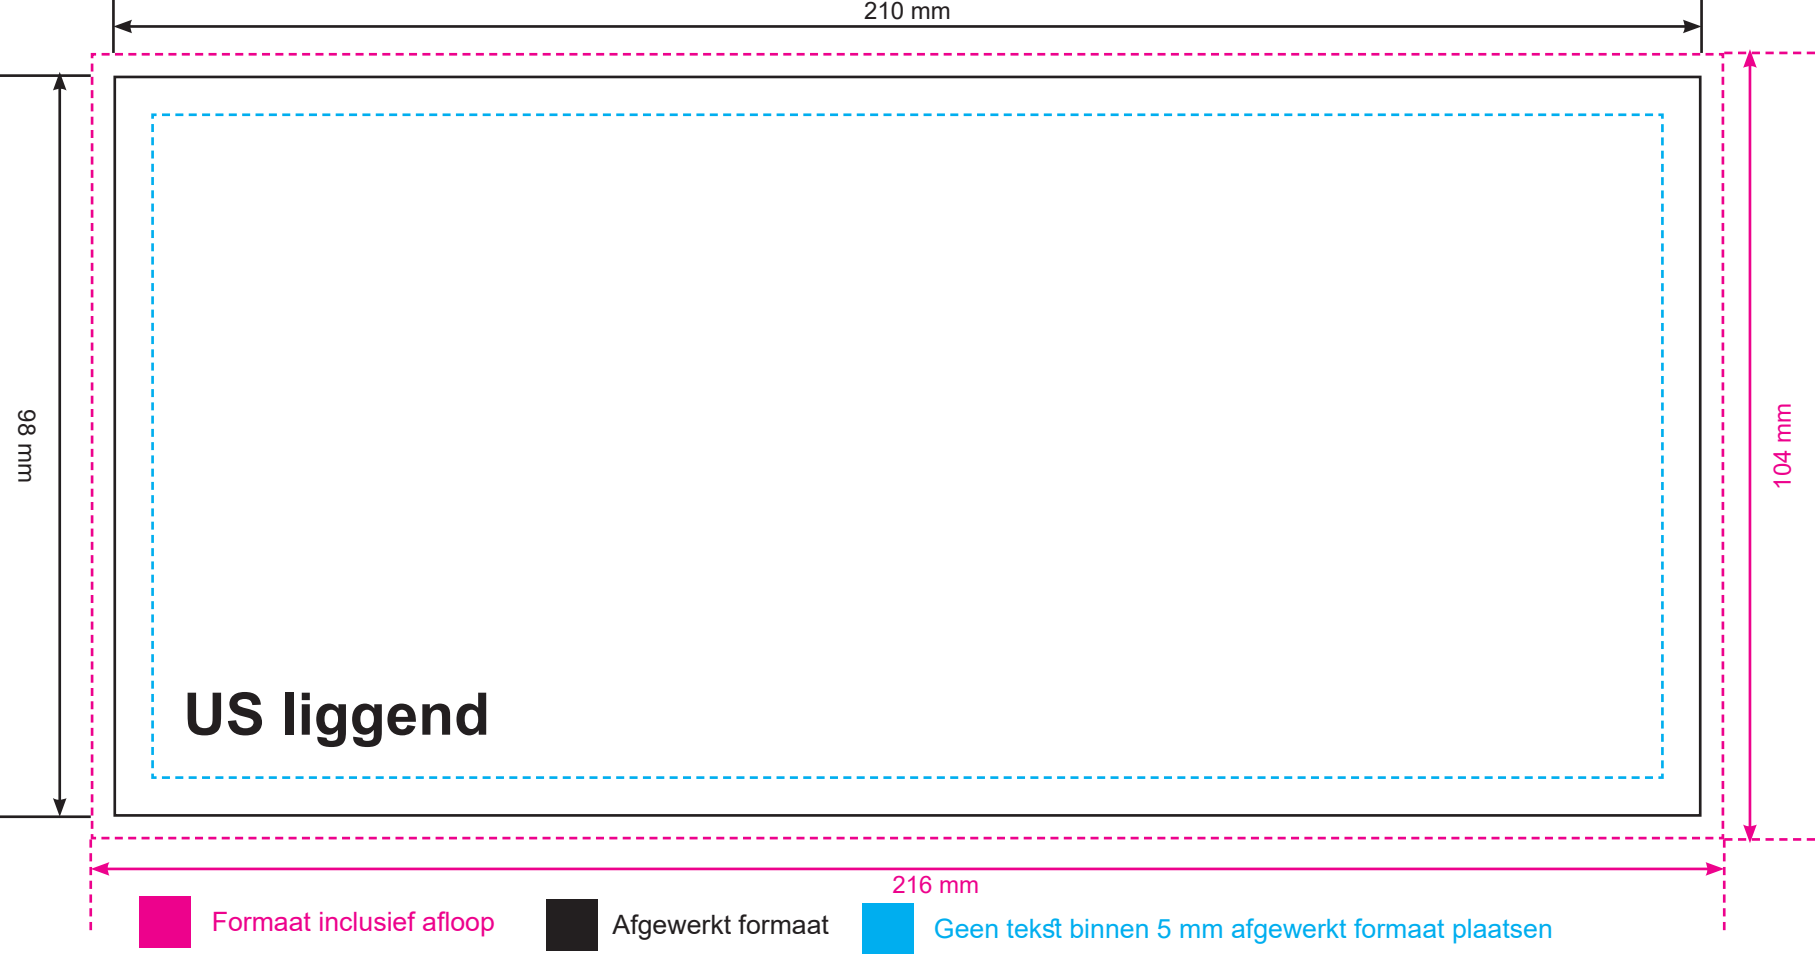 210 mm
98 mm
104 mm
US liggend
216 mm
Formaat inclusief afloop
Afgewerkt formaat
Geen tekst binnen 5 mm afgewerkt formaat plaatsen